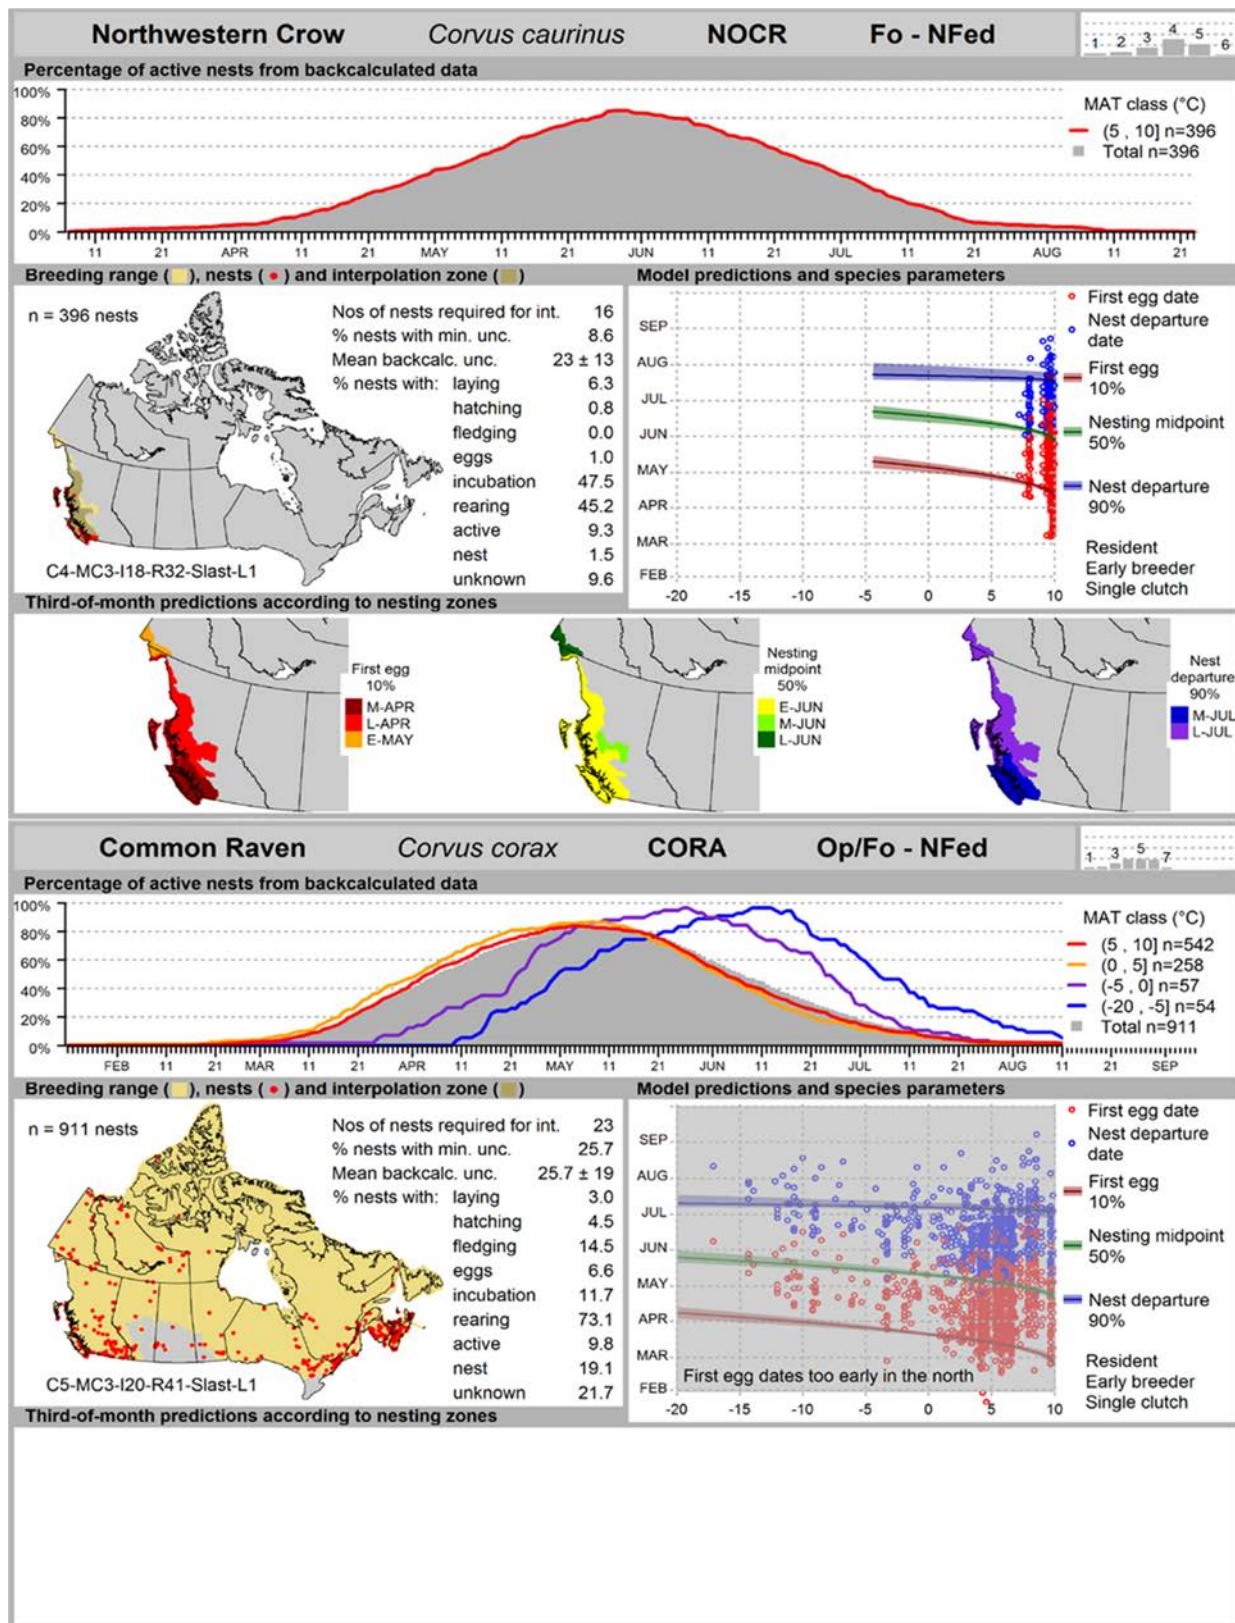 Northwestern Crow Corvus caurinus NOCR Fo - NFed
1 2 3 4 5 6
Percentage of active nests from backcalculated data
100%
80%
60%
40%
20%
0%
MAT class (°C)
(5 , 10] n=396
Total n=396
11 21 APR 11 21 MAY 11 21 JUN 11 21 JUL 11 21 AUG 11 21
Breeding range ( ), nests ( ) and interpolation zone ( )
n = 396 nests
Nos of nests required for int. 16
% nests with min. unc. 8.6
Mean backcalc. unc. 23 ± 13
% nests with: laying 6.3
hatching 0.8
fledging 0.0
eggs 1.0
incubation 47.5
rearing 45.2
active 9.3
nest 1.5
unknown 9.6
C4-MC3-I18-R32-Slast-L1
Model predictions and species parameters
SEP
AUG
JUL
JUN
MAY
APR
MAR
FEB
-20 -15 -10 -5 0 5 10
First egg date
Nest departure
date
First egg
10%
Nesting midpoint
50%
Nest departure
90%
Resident
Early breeder
Single clutch
Third-of-month predictions according to nesting zones
First egg
10%
M-APR
L-APR
E-MAY
Nesting
midpoint
50%
E-JUN
M-JUN
L-JUN
Nest
departure
90%
M-JUL
L-JUL
Common Raven Corvus corax CORA Op/Fo - NFed
1 3 5 7
Percentage of active nests from backcalculated data
100%
80%
60%
40%
20%
0%
MAT class (°C)
(5 , 10] n=542
(0 , 5] n=258
(-5 , 0] n=57
(-20 , -5] n=54
Total n=911
FEB 11 21 MAR 11 21 APR 11 21 MAY 11 21 JUN 11 21 JUL 11 21 AUG 11 21 SEP
Breeding range ( ), nests ( ) and interpolation zone ( )
n = 911 nests
Nos of nests required for int. 23
% nests with min. unc. 25.7
Mean backcalc. unc. 25.7 ± 19
% nests with: laying 3.0
hatching 4.5
fledging 14.5
eggs 6.6
incubation 11.7
rearing 73.1
active 9.8
nest 19.1
unknown 21.7
C5-MC3-I20-R41-Slast-L1
Model predictions and species parameters
SEP
AUG
JUL
JUN
MAY
APR
MAR
FEB
First egg dates too early in the north
-20 -15 -10 -5 0 5 10
First egg date
Nest departure
date
First egg
10%
Nesting midpoint
50%
Nest departure
90%
Resident
Early breeder
Single clutch
Third-of-month predictions according to nesting zones